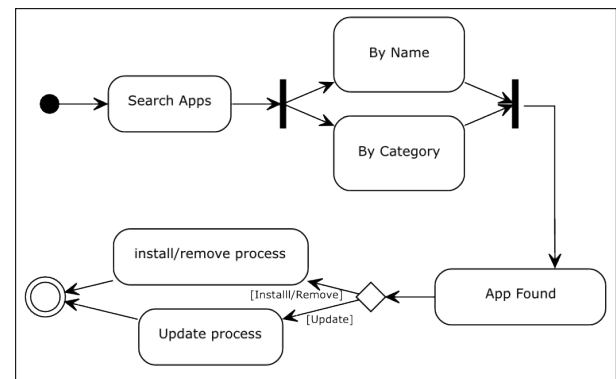 By Name
Search Apps
By Category
install/remove process
[Installl/Remove]
App Found
[Update]
Update process